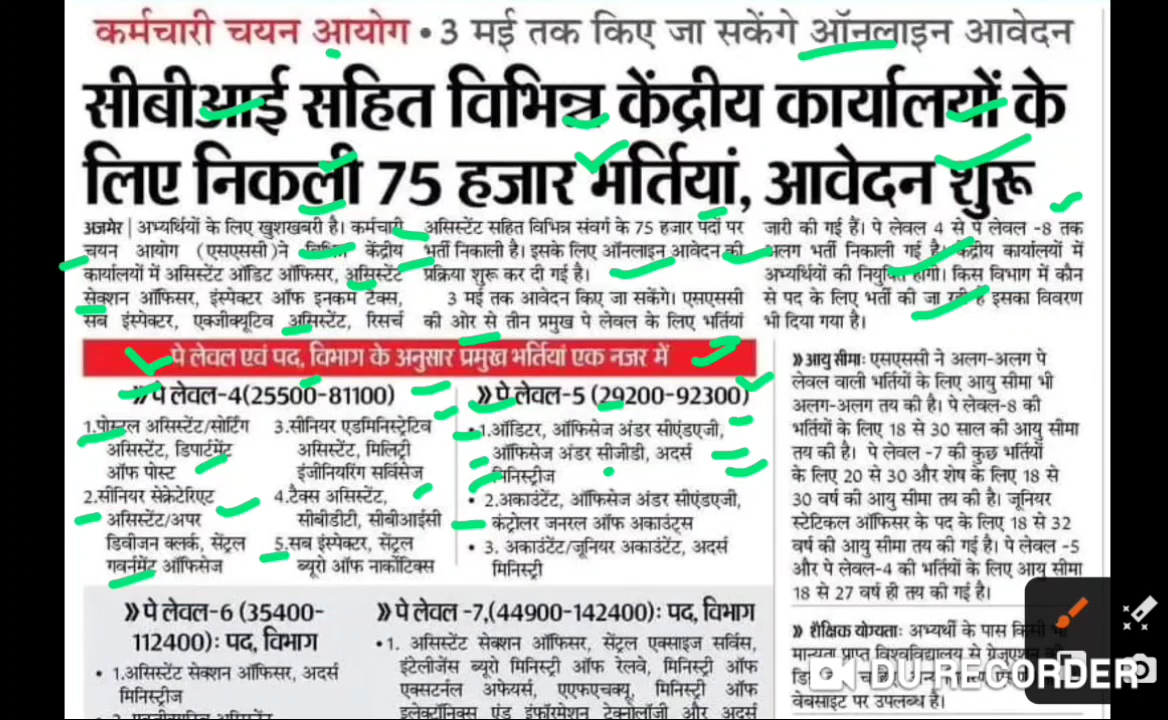 कर्मचारी चयन आयोग • 3 मई तक किए जा सकेंगे ऑनलाइन आवेदन
सीबीआई सहित विभिन्न केंद्रीय कार्यालयों के
लिए निकली 75 हजार भर्तियां, आवेदन शुरू
अजमेर | अभ्यर्थियों के लिए खुशखबरी है। कर्मचारी
चयन आयोग (एसएससी)ने विभिन्न केंद्रीय
कार्यालयों में असिस्टेंट ऑडिट ऑफिसर, असिस्टेंट
सेक्शन ऑफिसर, इंस्पेक्टर ऑफ इनकम टैक्स,
सब इंस्पेक्टर, एक्जीक्यूटिव असिस्टेंट, रिसर्च
असिस्टेंट सहित विभिन्न संवर्ग के 75 हजार पदों पर
भर्ती निकाली है। इसके लिए ऑनलाइन आवेदन की
प्रक्रिया शुरू कर दी गई है।
3 मई तक आवेदन किए जा सकेंगे। एसएससी
की ओर से तीन प्रमुख पे लेवल के लिए भर्तियां
जारी की गई हैं। पे लेवल 4 से पे लेवल -8 तक
अलग भर्ती निकाली गई है। केंद्रीय कार्यालयों में
अभ्यर्थियों की नियुक्ति होगी। किस विभाग में कौन
से पद के लिए भर्ती की जा रही है इसका विवरण
भी दिया गया है।
पे लेवल एवं पद, विभाग के अनुसार प्रमुख भर्तियां एक नजर में
» पे लेवल-4(25500-81100)
1.पोस्टल असिस्टेंट/सोर्टिंग
असिस्टेंट, डिपार्टमेंट
ऑफ पोस्ट
2.सीनियर सेक्रेटेरिएट
असिस्टेंट/अपर
डिवीजन क्लर्क, सेंट्रल
गवर्नमेंट ऑफिसेज
3.सीनियर एडमिनिस्ट्रेटिव
असिस्टेंट, मिलिट्री
इंजीनियरिंग सर्विसेज
4.टैक्स असिस्टेंट,
सीबीडीटी, सीबीआईसी
5.सब इंस्पेक्टर, सेंट्रल
ब्यूरो ऑफ नार्कोटिक्स
» पे लेवल-5 (29200-92300)
• 1.ऑडिटर, ऑफिसेज अंडर सीएंडएजी,
ऑफिसेज अंडर सीजीडी, अदर्स
मिनिस्ट्रीज
• 2.अकाउंटेंट, ऑफिसेज अंडर सीएंडएजी,
कंट्रोलर जनरल ऑफ अकाउंट्स
• 3. अकाउंटेंट/जूनियर अकाउंटेंट, अदर्स
मिनिस्ट्री
» आयु सीमा: एसएससी ने अलग-अलग पे
लेवल वाली भर्तियों के लिए आयु सीमा भी
अलग-अलग तय की है। पे लेवल-8 की
भर्तियों के लिए 18 से 30 साल की आयु सीमा
तय की है। पे लेवल -7 की कुछ भर्तियों
के लिए 20 से 30 और शेष के लिए 18 से
30 वर्ष की आयु सीमा तय की है। जूनियर
स्टेटिकल ऑफिसर के पद के लिए 18 से 32
वर्ष की आयु सीमा तय की गई है। पे लेवल -5
और पे लेवल-4 की भर्तियों के लिए आयु सीमा
18 से 27 वर्ष ही तय की गई है।
» पे लेवल-6 (35400-
112400): पद, विभाग
• 1.असिस्टेंट सेक्शन ऑफिसर, अदर्स
मिनिस्ट्रीज
» पे लेवल -7,(44900-142400): पद, विभाग
• 1. असिस्टेंट सेक्शन ऑफिसर, सेंट्रल एक्साइज सर्विस,
इंटेलीजेंस ब्यूरो मिनिस्ट्री ऑफ रेलवे, मिनिस्ट्री ऑफ
एक्सटर्नल अफेयर्स, एएफएचक्यू, मिनिस्ट्री ऑफ
इलेक्ट्रॉनिक्स एंड इंफॉरमेशन टेक्नोलॉजी और अदर्स
» शैक्षिक योग्यता: अभ्यर्थी के पास
मान्यता प्राप्त विश्वविद्यालय से
वेबसाइट पर उपलब्ध है।
DU RECORDER